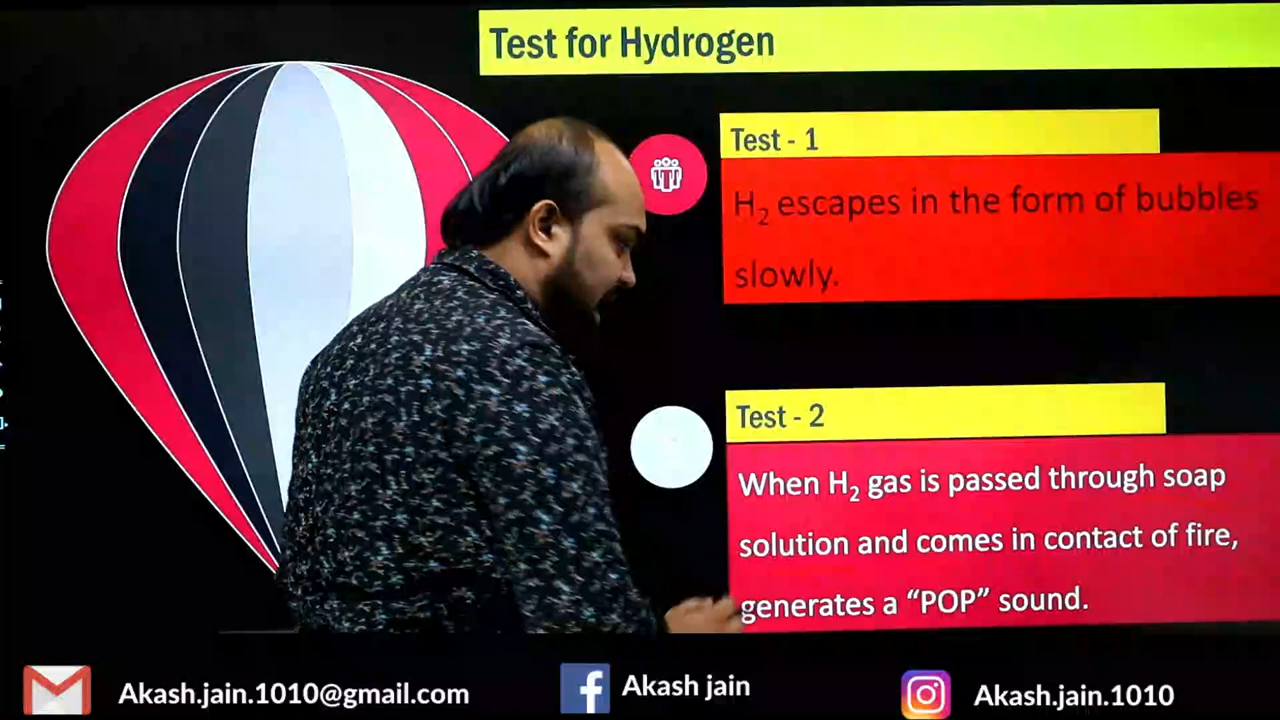 Test for Hydrogen
Test - 1
H₂ escapes in the form of bubbles
slowly.
Test - 2
When H₂ gas is passed through soap
solution and comes in contact of fire,
generates a “POP” sound.
Akash.jain.1010@gmail.com
Akash jain
Akash.jain.1010